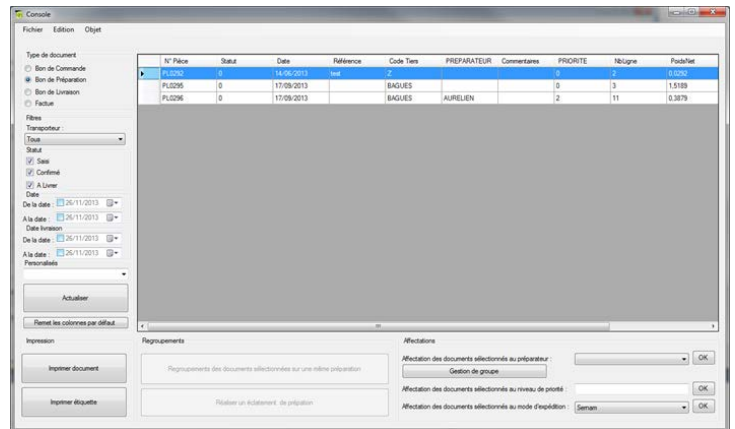 Console
Fichier Edition Objet
Type de document
Bon de Commande
Bon de Préparation
Bon de Livraison
Facture
Filtres
Transporteur :
Tous
Statut
Saisi
Confirmé
A Livrer
Date
De la date : 26/11/2013
A la date : 26/11/2013
Date livraison
De la date : 26/11/2013
A la date : 26/11/2013
Personalisés
Actualiser
Remet les colonnes par défaut
N° Pièce Statut Date Référence Code Tiers PREPARATEUR Commentaires PRIORITE NbLigne PoidsNet
PL0292 0 14/06/2013 test Z 0 2 0,0292
PL0295 0 17/09/2013 BAGUES 0 3 1,5189
PL0296 0 17/09/2013 BAGUES AURELIEN 2 11 0,3879
Impression
Imprimer document
Imprimer étiquette
Regroupements
Regroupements des documents sélectionnées sur une même préparation
Réaliser un éclatement de prépation
Affectations
Affectation des documents sélectionnés au préparateur : OK
Gestion de groupe
Affectation des documents sélectionnés au niveau de priorité : OK
Affectation des documents sélectionnés au mode d'expédition : Sernam OK